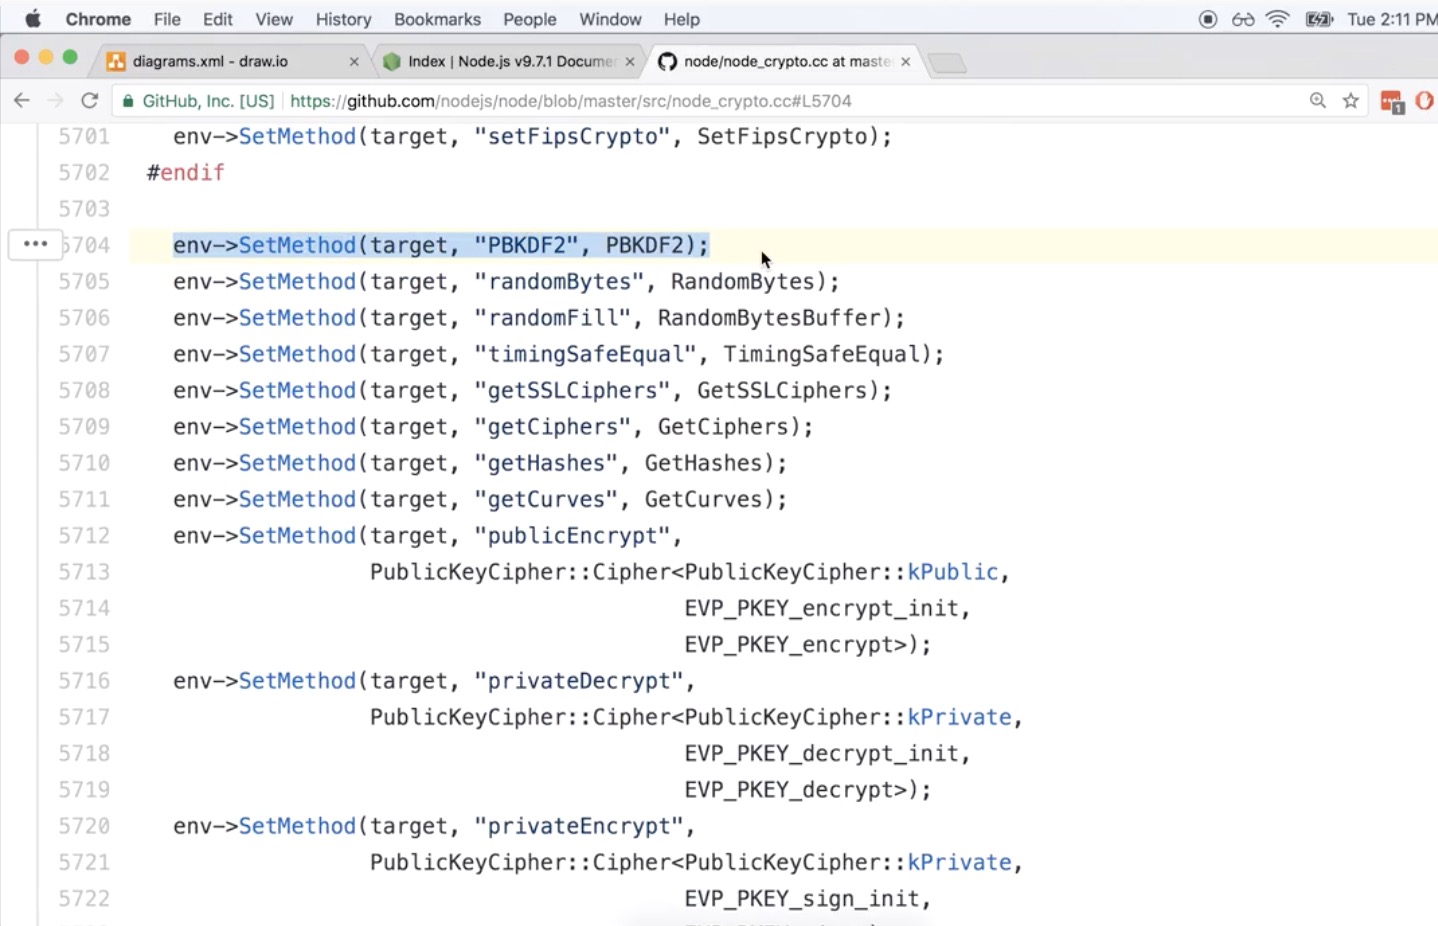 Chrome File Edit View History Bookmarks People Window Help Tue 2:11 PM
diagrams.xml - draw.io Index | Node.js v9.7.1 Docume node/node_crypto.cc at maste
GitHub, Inc. [US] https://github.com/nodejs/node/blob/master/src/node_crypto.cc#L5704 1
5701 env->SetMethod(target, "setFipsCrypto", SetFipsCrypto);
5702 #endif
5703
5704 env->SetMethod(target, "PBKDF2", PBKDF2);
5705 env->SetMethod(target, "randomBytes", RandomBytes);
5706 env->SetMethod(target, "randomFill", RandomBytesBuffer);
5707 env->SetMethod(target, "timingSafeEqual", TimingSafeEqual);
5708 env->SetMethod(target, "getSSLCiphers", GetSSLCiphers);
5709 env->SetMethod(target, "getCiphers", GetCiphers);
5710 env->SetMethod(target, "getHashes", GetHashes);
5711 env->SetMethod(target, "getCurves", GetCurves);
5712 env->SetMethod(target, "publicEncrypt",
5713 PublicKeyCipher::Cipher<PublicKeyCipher::kPublic,
5714 EVP_PKEY_encrypt_init,
5715 EVP_PKEY_encrypt>);
5716 env->SetMethod(target, "privateDecrypt",
5717 PublicKeyCipher::Cipher<PublicKeyCipher::kPrivate,
5718 EVP_PKEY_decrypt_init,
5719 EVP_PKEY_decrypt>);
5720 env->SetMethod(target, "privateEncrypt",
5721 PublicKeyCipher::Cipher<PublicKeyCipher::kPrivate,
5722 EVP_PKEY_sign_init,